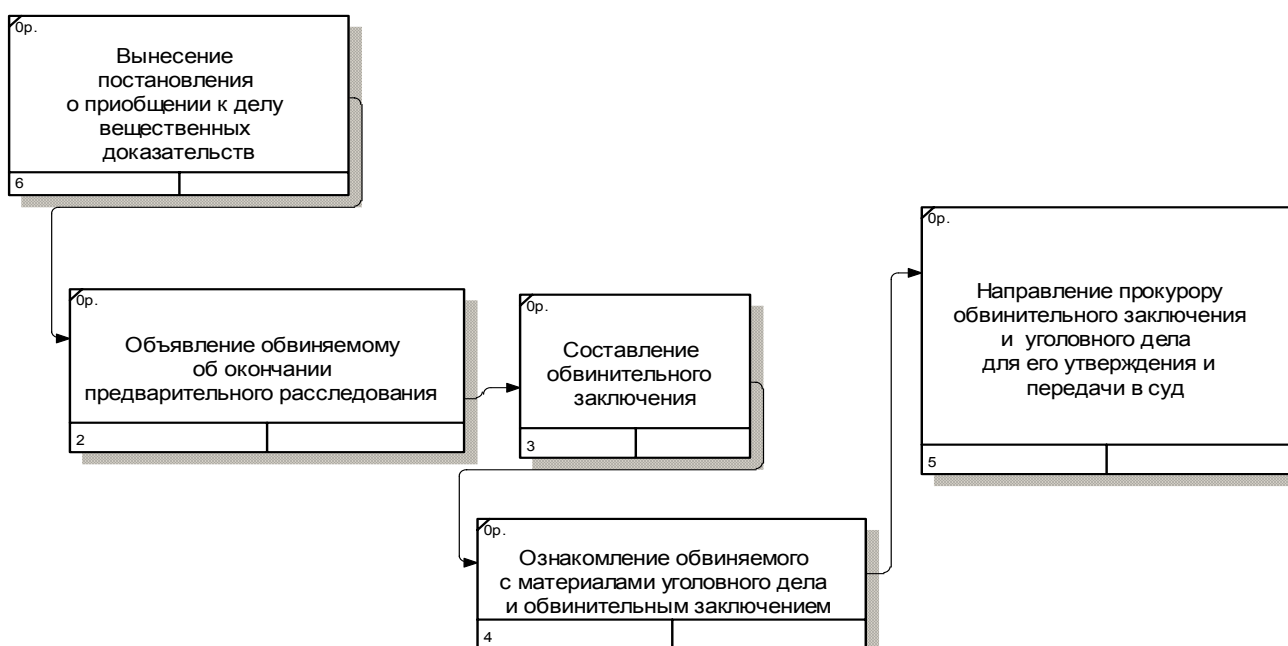 0р.
Вынесение
постановления
о приобщении к делу
вещественных
доказательств
6
0р.
Объявление обвиняемому
об окончании
предварительного расследования
2
0р.
Составление
обвинительного
заключения
3
0р.
Ознакомление обвиняемого
с материалами уголовного дела
и обвинительным заключением
4
0р.
Направление прокурору
обвинительного заключения
и уголовного дела
для его утверждения и
передачи в суд
5